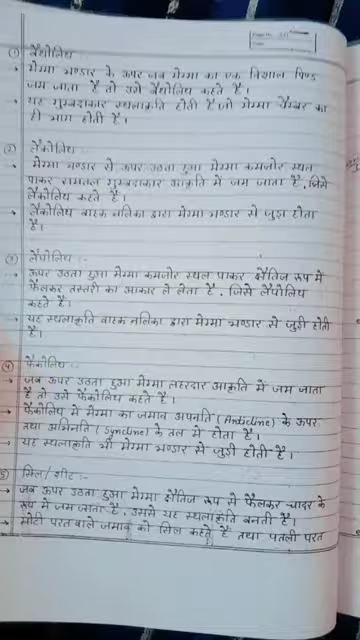 ① बैथोलिथ :-
→ मैग्मा भण्डार के ऊपर जब मैग्मा का एक विशाल पिण्ड
जम जाता है तो उसे बैथोलिथ कहते है।
→ यह गुम्बदाकार स्थलाकृति होती है जो मैग्मा चैम्बर का
ही भाग होती है।
② लैकोलिथ :-
→ मैग्मा भण्डार से ऊपर उठता हुआ मैग्मा कमजोर स्थल
पाकर समतल गुम्बदाकार आकृति में जम जाता है, जिसे
लैकोलिथ कहते है।
→ लैकोलिथ वाहक नलिका द्वारा मैग्मा भण्डार से जुड़ा होता
है।
③ लैपोलिथ :-
→ ऊपर उठता हुआ मैग्मा कमजोर स्थल पाकर क्षैतिज रूप में
फैलकर तस्तरी का आकार ले लेता है, जिसे लैपोलिथ
कहते है।
→ यह स्थलाकृति वाहक नलिका द्वारा मैग्मा भण्डार से जुड़ी होती
है।
④ फैकोलिथ :-
→ जब ऊपर उठता हुआ मैग्मा लहरदार आकृति में जम जाता
है तो उसे फैकोलिथ कहते है।
→ फैकोलिथ में मैग्मा का जमाव अपनति (Anticline) के ऊपर
तथा अभिनति (Syncline) के तल में होता है।
→ यह स्थलाकृति भी मैग्मा भण्डार से जुड़ी होती है।
⑤ सिल/शीट :-
→ जब ऊपर उठता हुआ मैग्मा क्षैतिज रूप से फैलकर चादर के
रूप में जम जाता है, उससे यह स्थलाकृति बनती है।
→ मोटी परत वाले जमाव को सिल कहते है तथा पतली परत